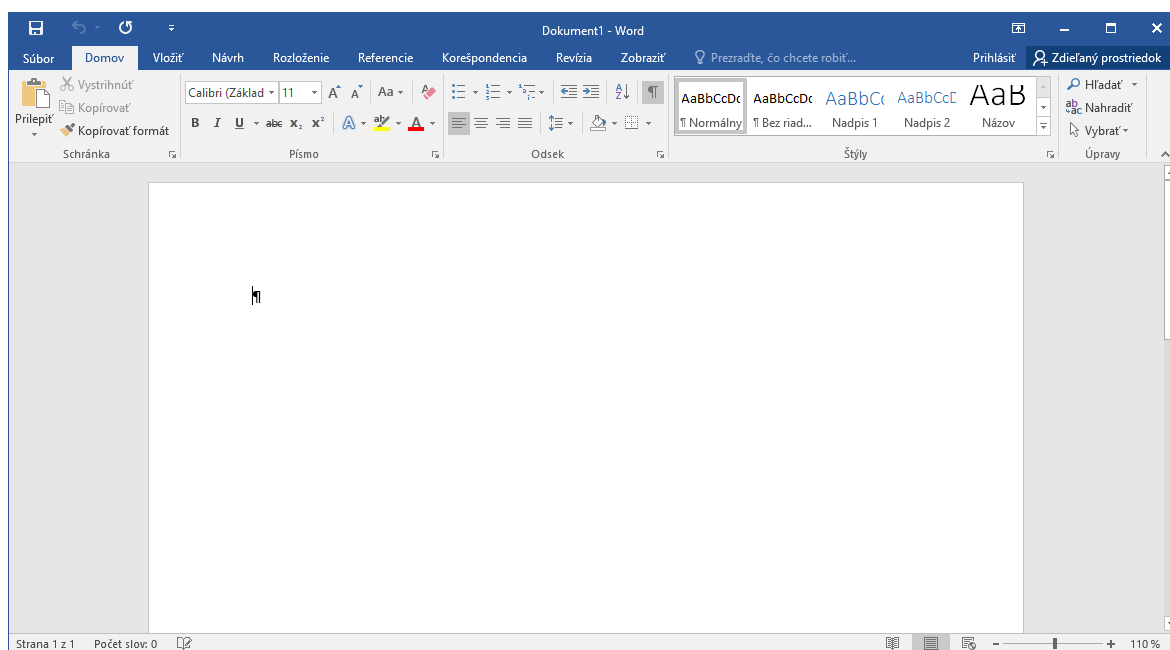 Dokument1 - Word
Súbor Domov Vložiť Návrh Rozloženie Referencie Korešpondencia Revízia Zobraziť Prezraďte, čo chcete robiť... Prihlásiť Zdieľaný prostriedok
Prilepiť
Vystrihnúť
Kopírovať
Kopírovať formát
Schránka
Calibri (Základ 11 A A Aa
B I U abc x₂ x² A ab A
Písmo
A Z ¶
Odsek
AaBbCcDc AaBbCcDc AaBbCc AaBbCcD AaB
¶ Normálny ¶ Bez riad... Nadpis 1 Nadpis 2 Názov
Štýly
Hľadať
Nahradiť
Vybrať
Úpravy
¶
Strana 1 z 1 Počet slov: 0 110 %